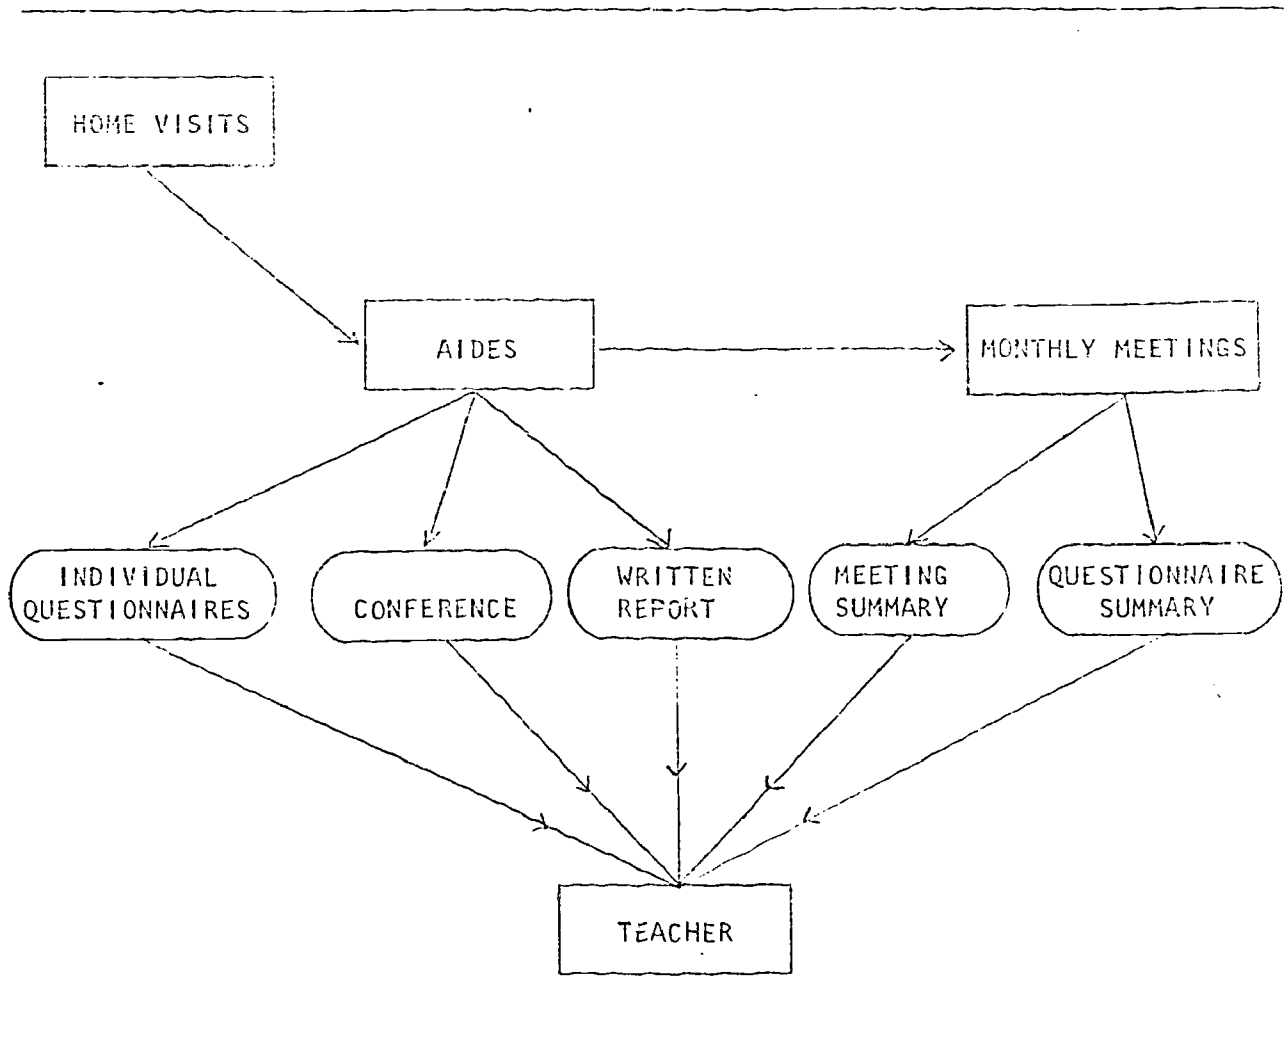 HOME VISITS
AIDES
MONTHLY MEETINGS
INDIVIDUAL
QUESTIONNAIRES
CONFERENCE
WRITTEN
REPORT
MEETING
SUMMARY
QUESTIONNAIRE
SUMMARY
TEACHER